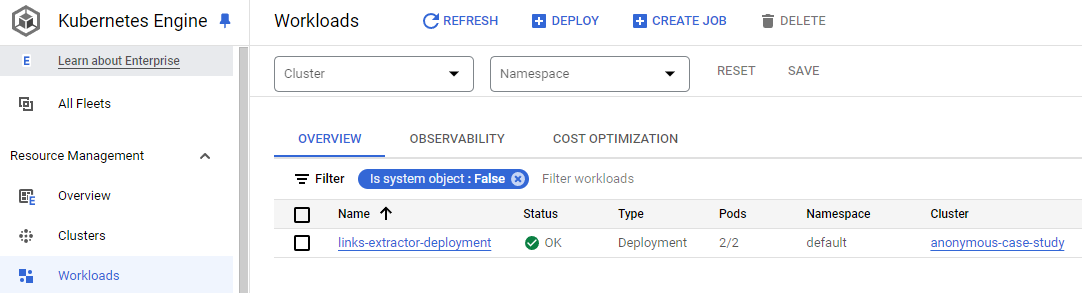 Kubernetes Engine
Workloads
REFRESH
DEPLOY
CREATE JOB
DELETE
E Learn about Enterprise
All Fleets
Resource Management
Overview
Clusters
Workloads
Cluster
Namespace
RESET
SAVE
OVERVIEW
OBSERVABILITY
COST OPTIMIZATION
Filter Is system object : False Filter workloads
Name Status Type Pods Namespace Cluster
links-extractor-deployment OK Deployment 2/2 default anonymous-case-study